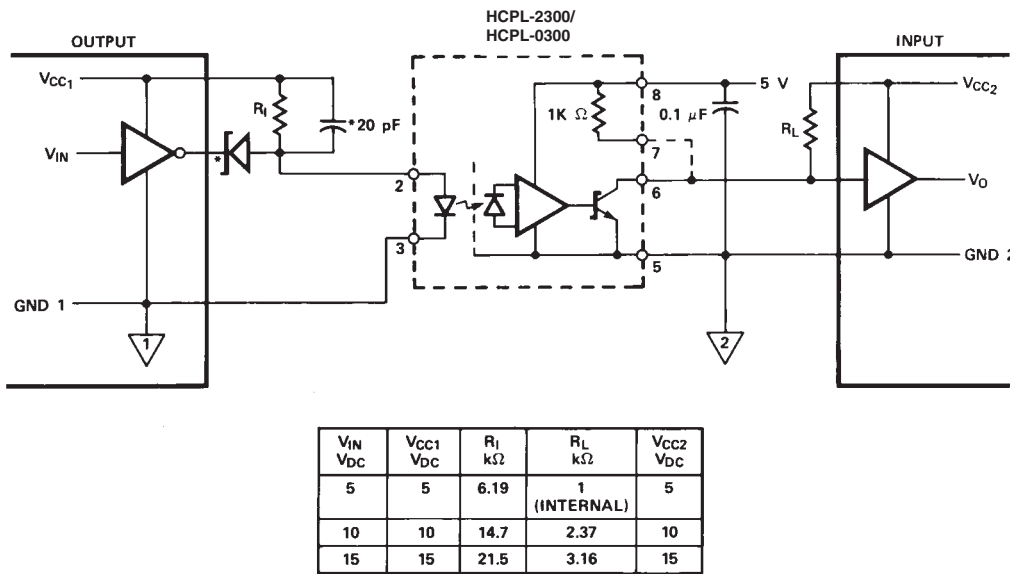 HCPL-2300/
HCPL-0300
OUTPUT
INPUT
VCC1
RI
*20 pF
VIN
*
2
3
GND 1
1
1K Ω
8
7
6
5
5 V
0.1 µF
2
RL
VCC2
VO
GND 2
VIN VCC1 RI RL VCC2
VDC VDC kΩ kΩ VDC
5 5 6.19 1 (INTERNAL) 5
10 10 14.7 2.37 10
15 15 21.5 3.16 15